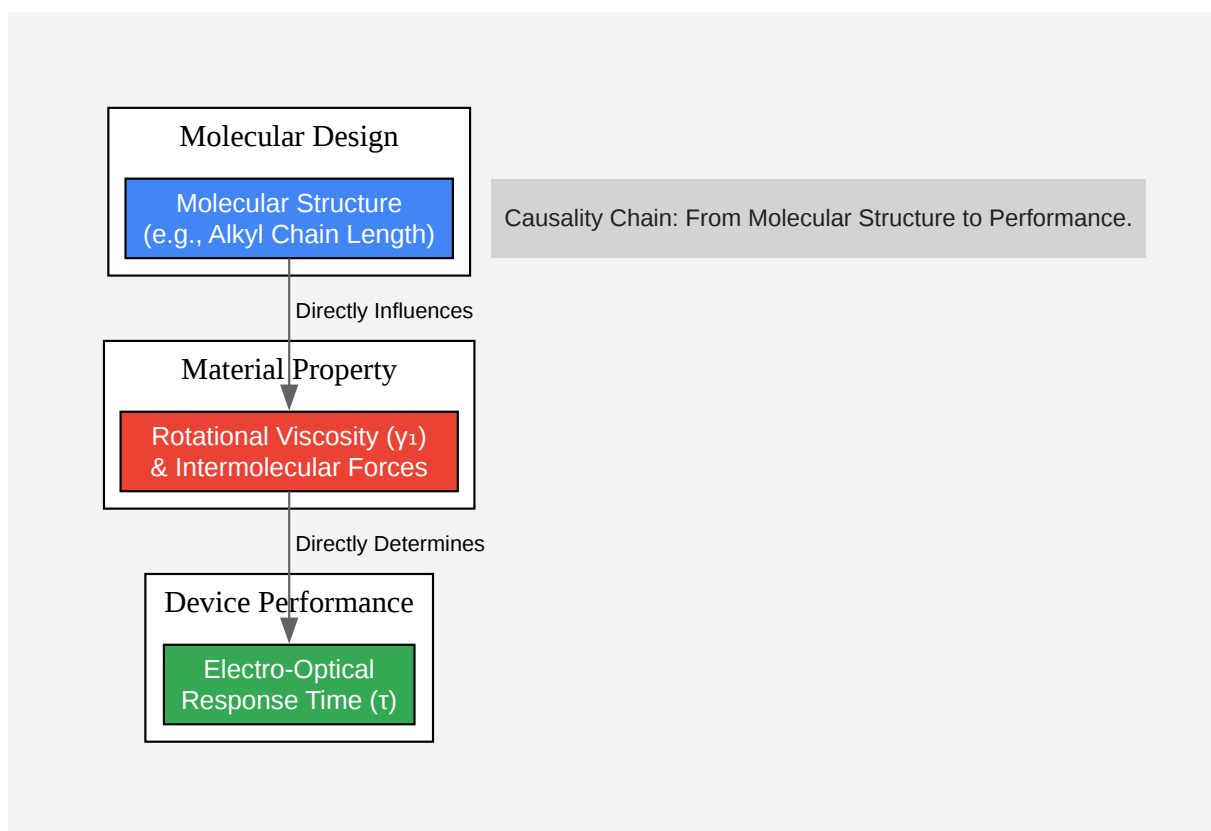 Molecular Design
Molecular Structure
(e.g., Alkyl Chain Length)
Causality Chain: From Molecular Structure to Performance.
Directly Influences
Material Property
Rotational Viscosity (γ₁)
& Intermolecular Forces
Directly Determines
Device Performance
Electro-Optical
Response Time (τ)